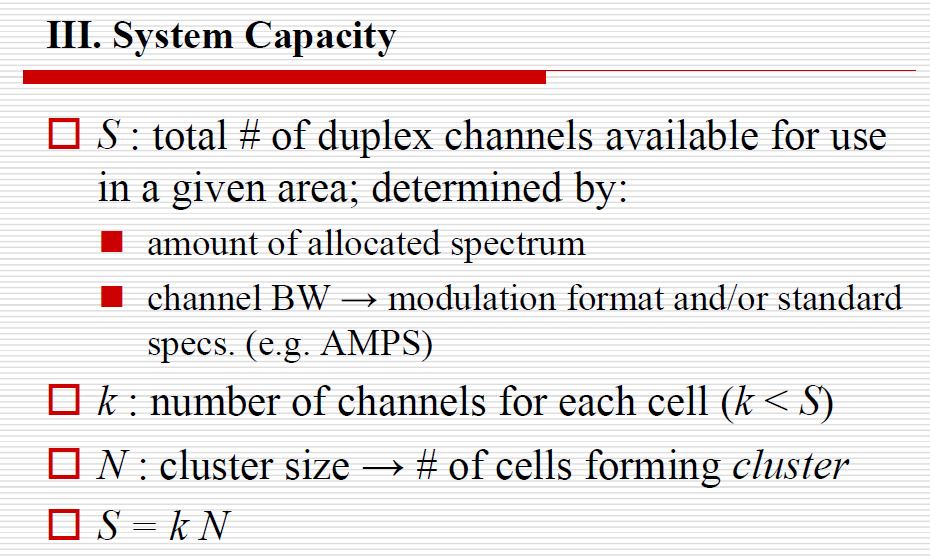 III. System Capacity
S : total # of duplex channels available for use
in a given area; determined by:
amount of allocated spectrum
channel BW → modulation format and/or standard
specs. (e.g. AMPS)
k : number of channels for each cell (k < S)
N : cluster size → # of cells forming cluster
S = k N